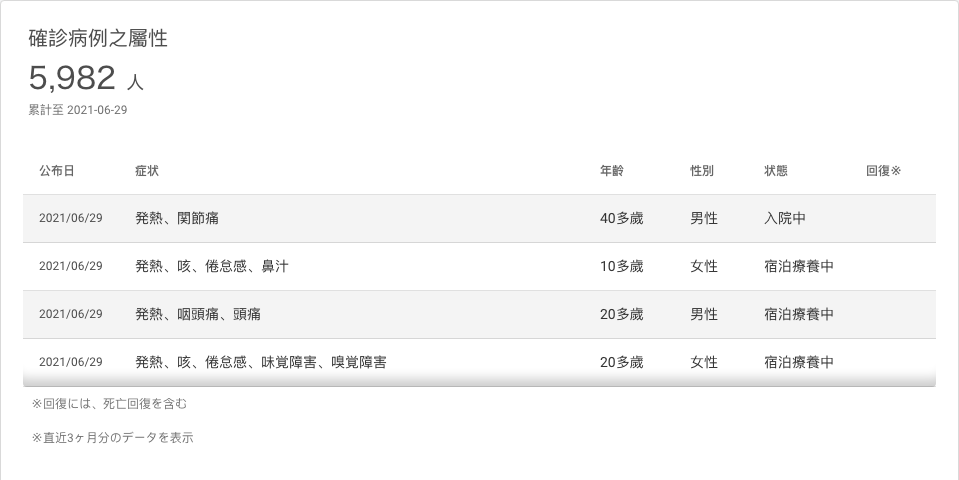 確診病例之屬性
5,982 人
累計至 2021-06-29
公布日 症状 年齢 性別 状態 回復※
2021/06/29 発熱、関節痛 40多歲 男性 入院中
2021/06/29 発熱、咳、倦怠感、鼻汁 10多歲 女性 宿泊療養中
2021/06/29 発熱、咽頭痛、頭痛 20多歲 男性 宿泊療養中
2021/06/29 発熱、咳、倦怠感、味覚障害、嗅覚障害 20多歲 女性 宿泊療養中
※回復には、死亡回復を含む
※直近3ヶ月分のデータを表示